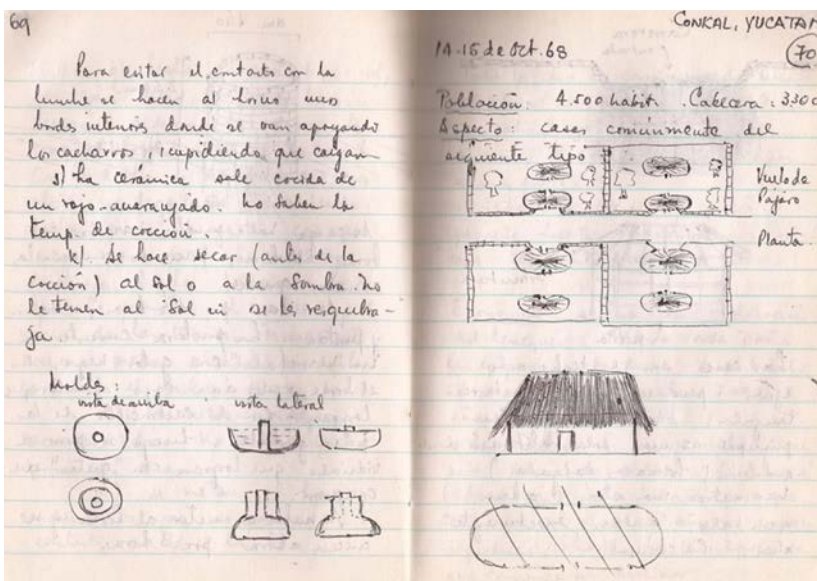 69
Para evitar el contacto con la
lumbre se hacen al horno unos
bordes interiores donde se van apoyando
los cacharros, impidiendo que caigan
j) La cerámica sale cocida de
un rojo-anaranjado. No saben la
temp. de cocción.
k) Se hace secar (antes de la
cocción) al sol o a la sombra. No
le temen al sol ni se les resquebra-
ja
Moldes:
vista de arriba vista lateral
CONKAL, YUCATAN
14-15 de Oct. 68
70
Población: 4.500 habit. Cabecera: 3300
Aspecto: casas comúnmente del
siguiente tipo
Vuelo de
Pájaro
Planta.